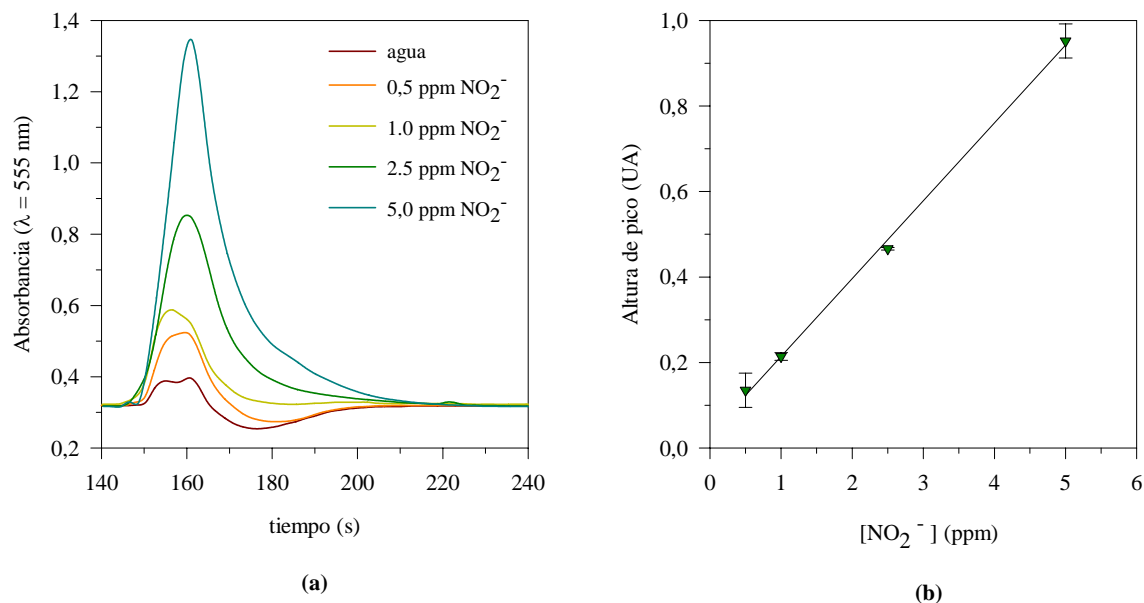 1,4
1,2
1,0
0,8
0,6
0,4
0,2
Absorbancia (λ = 555 nm)
agua
0,5 ppm NO2-
1.0 ppm NO2-
2.5 ppm NO2-
5,0 ppm NO2-
140 160 180 200 220 240
tiempo (s)
(a)
1,0
0,8
0,6
0,4
0,2
0,0
Altura de pico (UA)
0 1 2 3 4 5 6
[NO2 - ] (ppm)
(b)